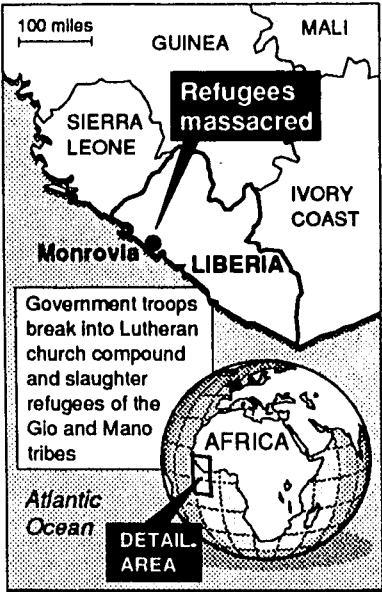 100 miles
MALI
GUINEA
Refugees
massacred
SIERRA
LEONE
IVORY
COAST
Monrovia
LIBERIA
Government troops
break into Lutheran
church compound
and slaughter
refugees of the
Gio and Mano
tribes
AFRICA
Atlantic
Ocean
DETAIL
AREA